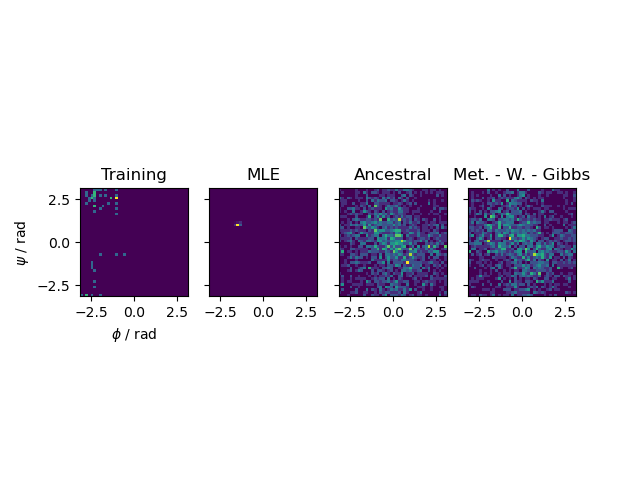 Training MLE Ancestral Met. - W. - Gibbs
2.5
0.0
−2.5
ψ / rad
−2.5 0.0 2.5 −2.5 0.0 2.5 −2.5 0.0 2.5 −2.5 0.0 2.5
ϕ / rad